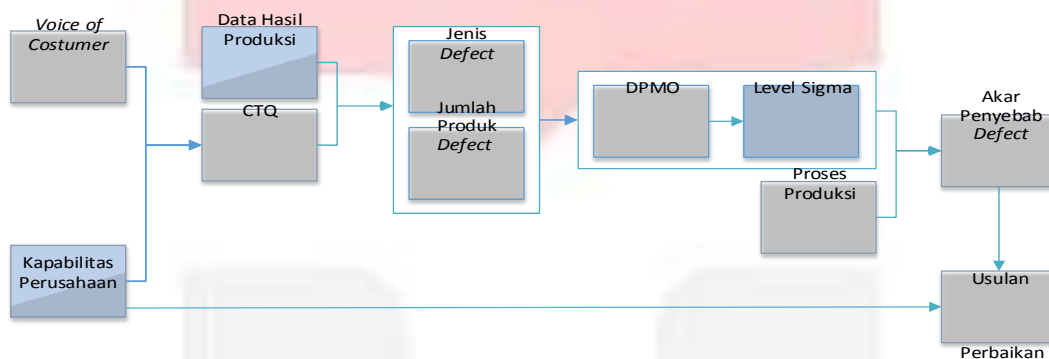 Voice of
Costumer
Data Hasil
Produksi
CTQ
Kapabilitas
Perusahaan
Jenis
Defect
Jumlah
Produk
Defect
DPMO
Level Sigma
Proses
Produksi
Akar
Penyebab
Defect
Usulan
Perbaikan